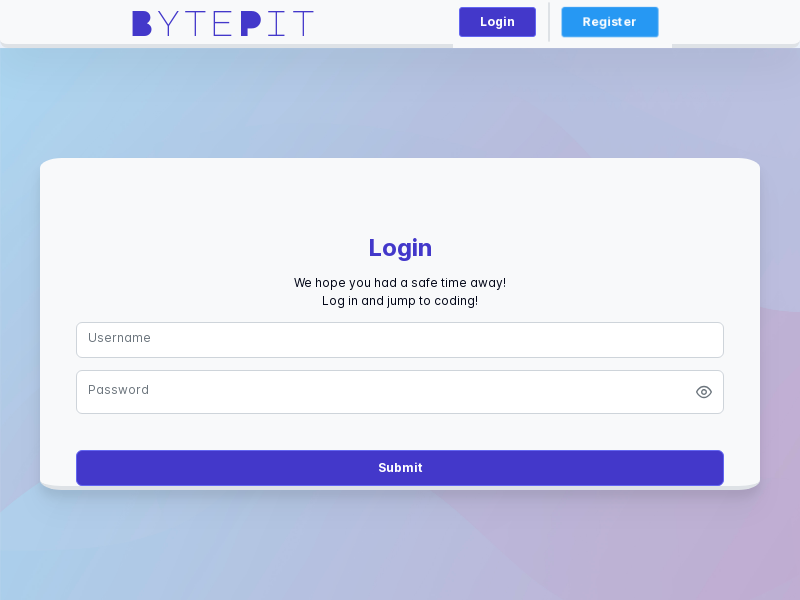 BYTEPIT
Login
Register
Login
We hope you had a safe time away!
Log in and jump to coding!
Username
Password
Submit